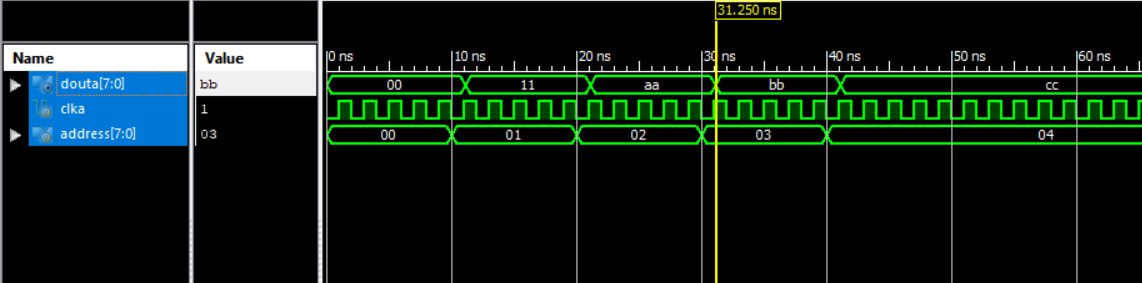 31.250 ns
Name Value
0 ns 10 ns 20 ns 30 ns 40 ns 50 ns 60 ns
douta[7:0] bb 00 11 aa bb cc
clka 1
address[7:0] 03 00 01 02 03 04